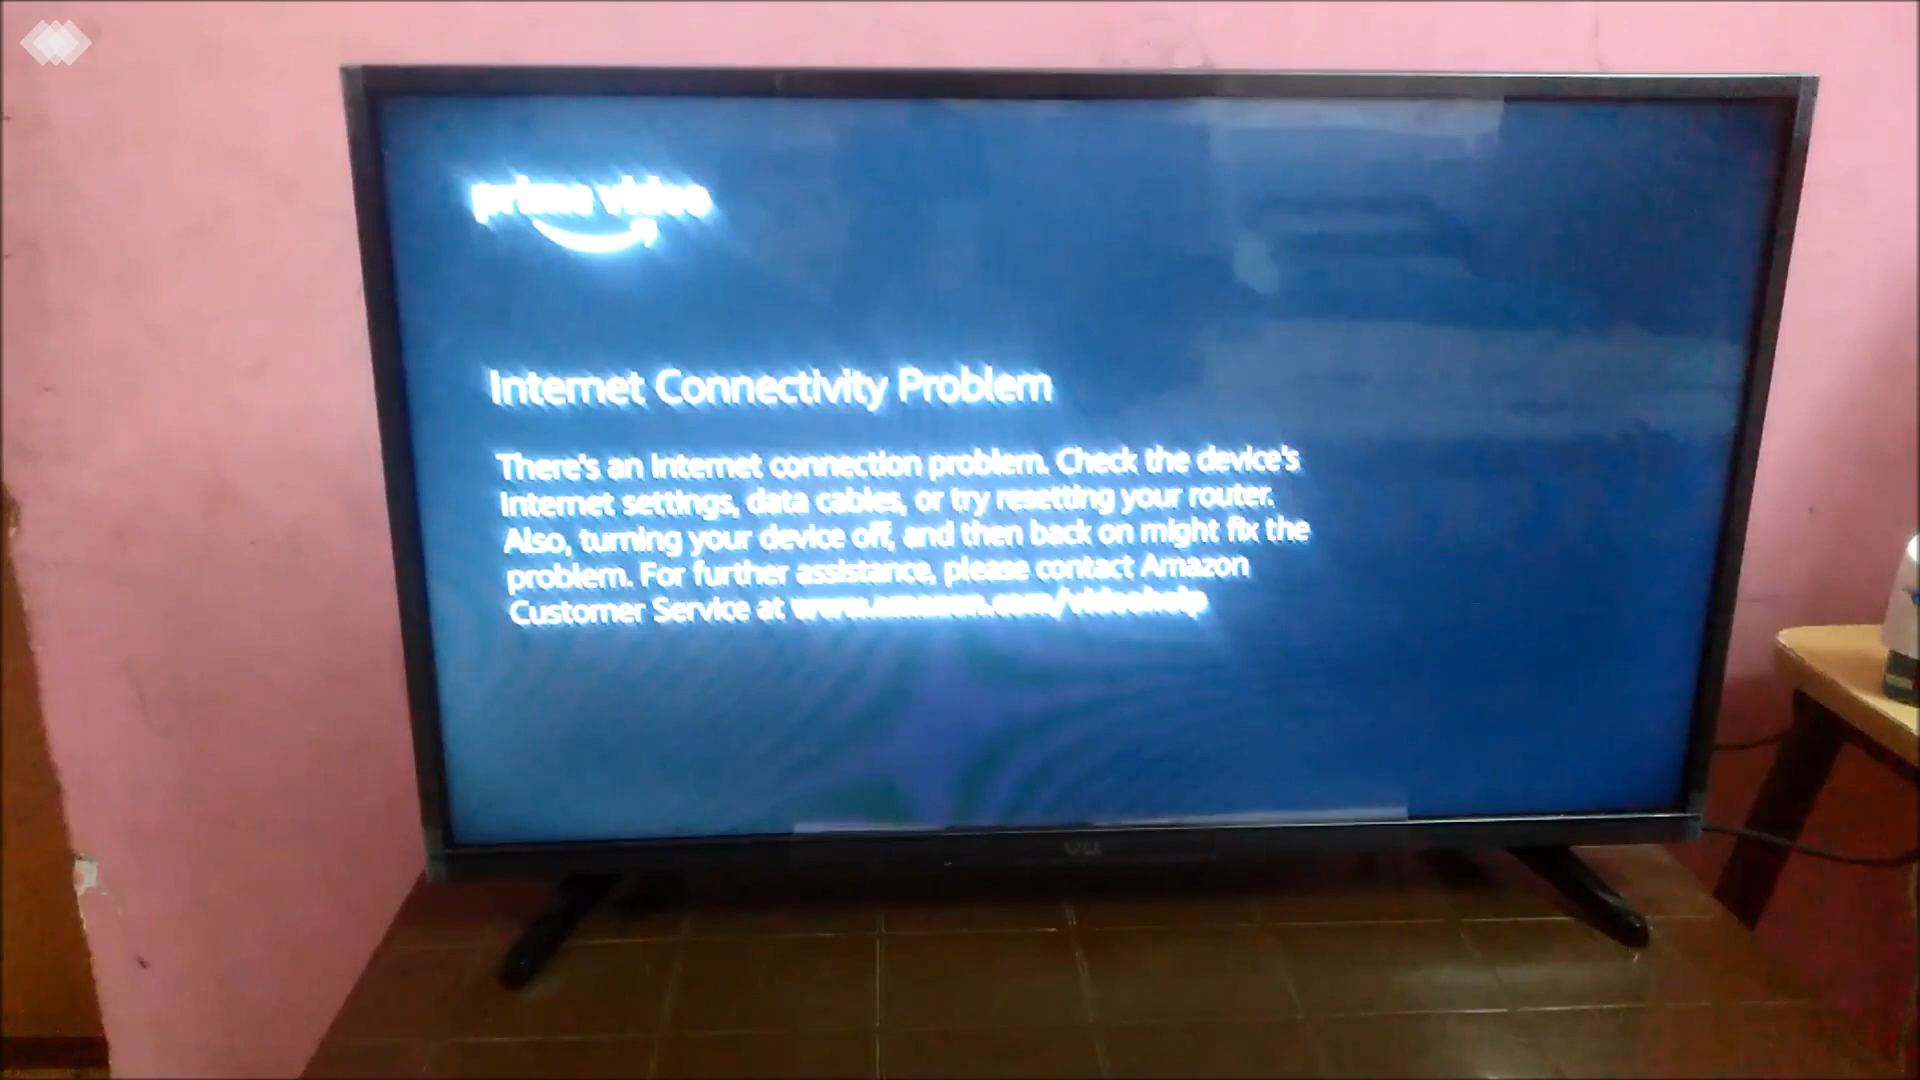 prime video
Internet Connectivity Problem
There's an Internet connection problem. Check the device's
Internet settings, data cables, or try resetting your router.
Also, turning your device off, and then back on might fix the
problem. For further assistance, please contact Amazon
Customer Service at www.amazon.com/videohelp
VU